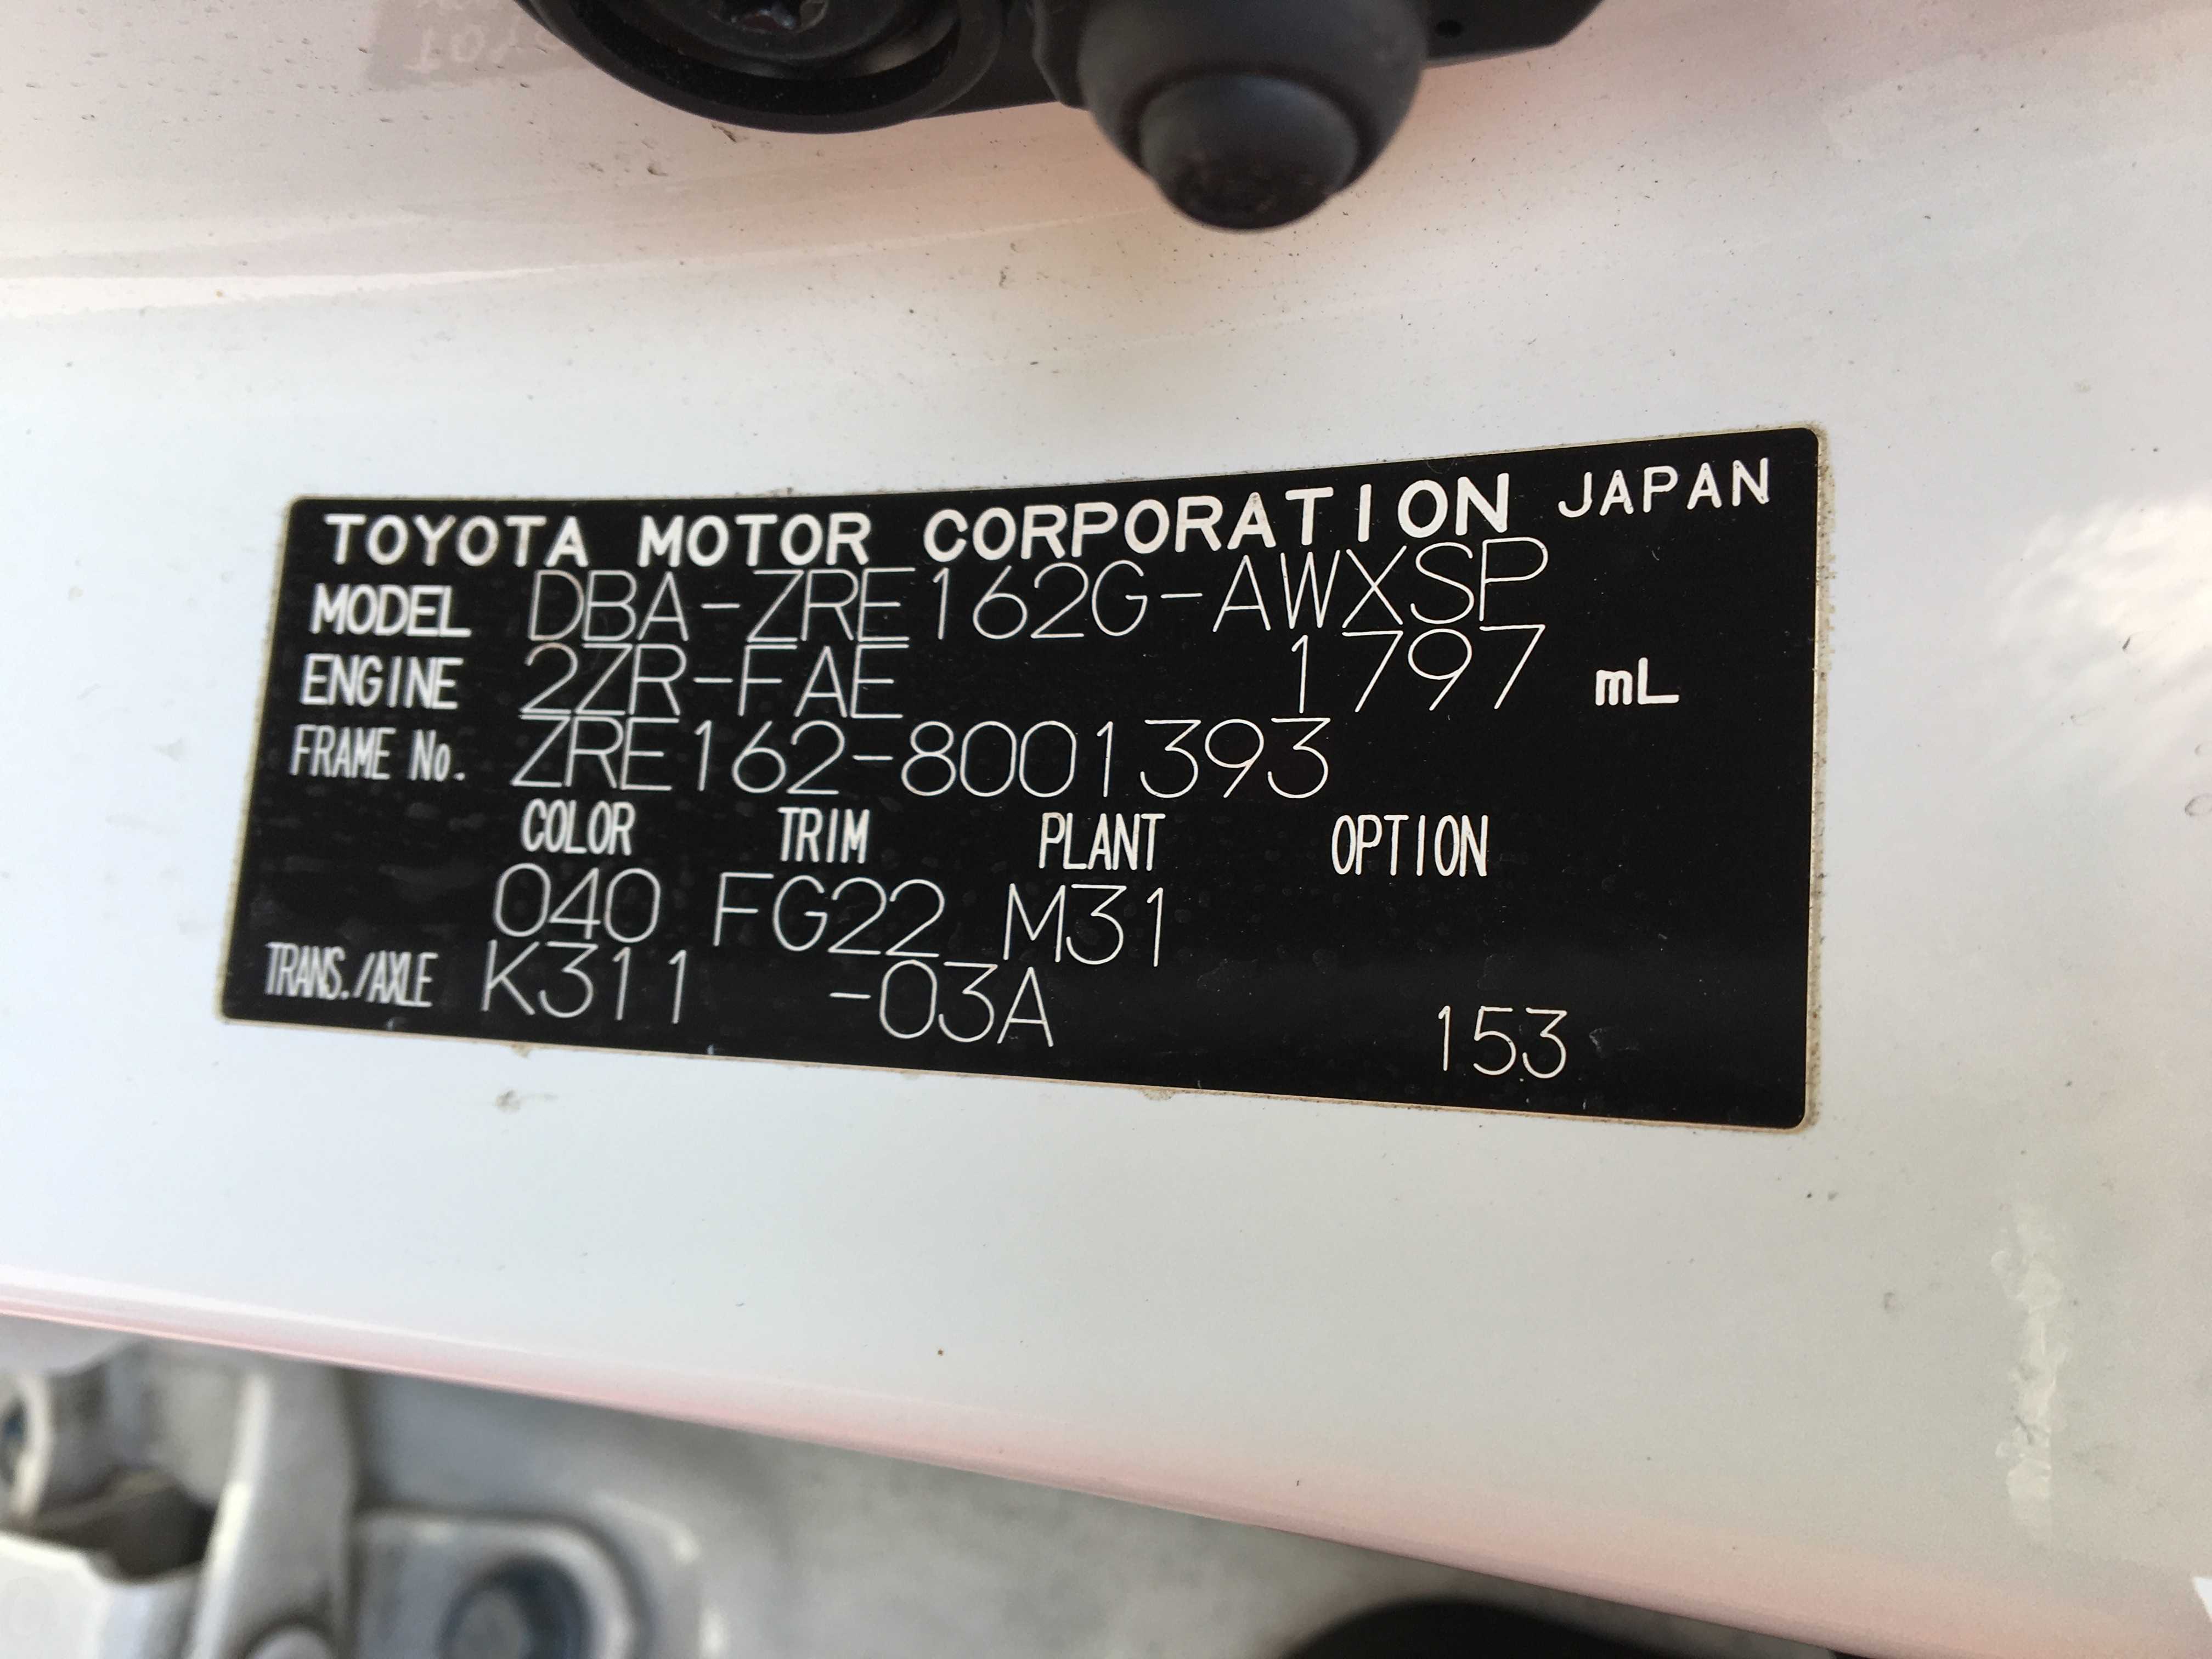 TOYOTA MOTOR CORPORATION JAPAN
MODEL DBA-ZRE162G-AWXSP
ENGINE 2ZR-FAE 1797 mL
FRAME No. ZRE162-8001393
COLOR TRIM PLANT OPTION
040 FG22 M31
TRANS./AXLE K311 -03A 153